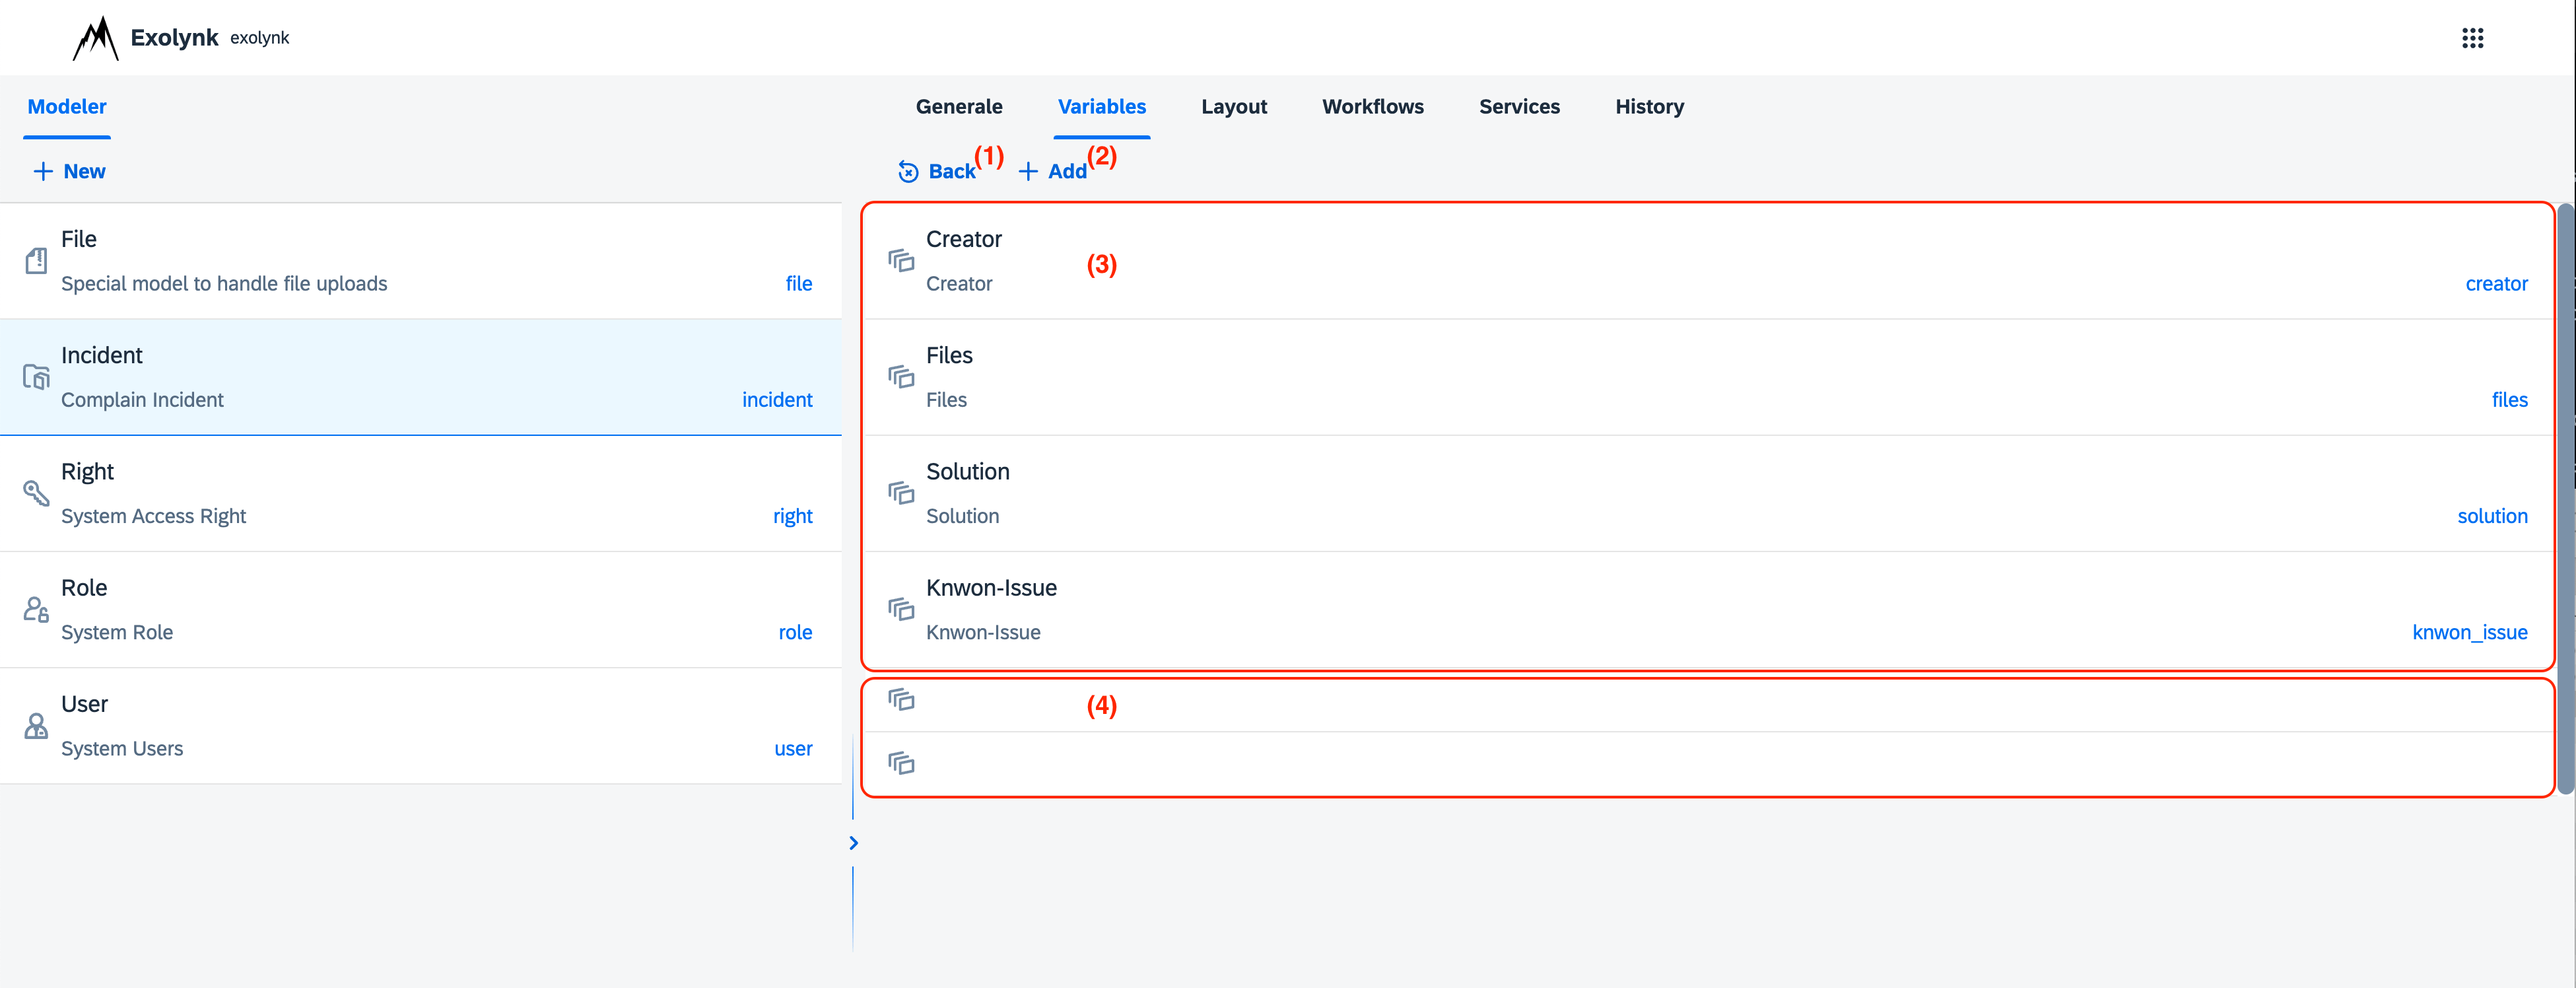 Exolynk exolynk
Modeler
New
File
Special model to handle file uploads file
Incident
Complain Incident incident
Right
System Access Right right
Role
System Role role
User
System Users user
Generale Variables Layout Workflows Services History
Back (1) Add (2)
Creator
(3)
Creator creator
Files
Files files
Solution
Solution solution
Knwon-Issue
Knwon-Issue knwon_issue
(4)